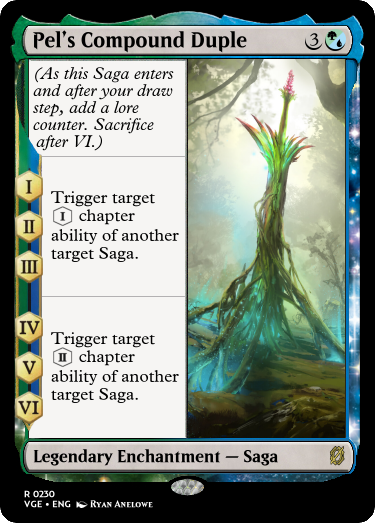 Pel's Compound Duple 3
(As this Saga enters
and after your draw
step, add a lore
counter. Sacrifice
after VI.)
I
II
III
Trigger target
I chapter
ability of another
target Saga.
IV
V
VI
Trigger target
II chapter
ability of another
target Saga.
Legendary Enchantment — Saga
R 0230
VGE • ENG Ryan Anelowe